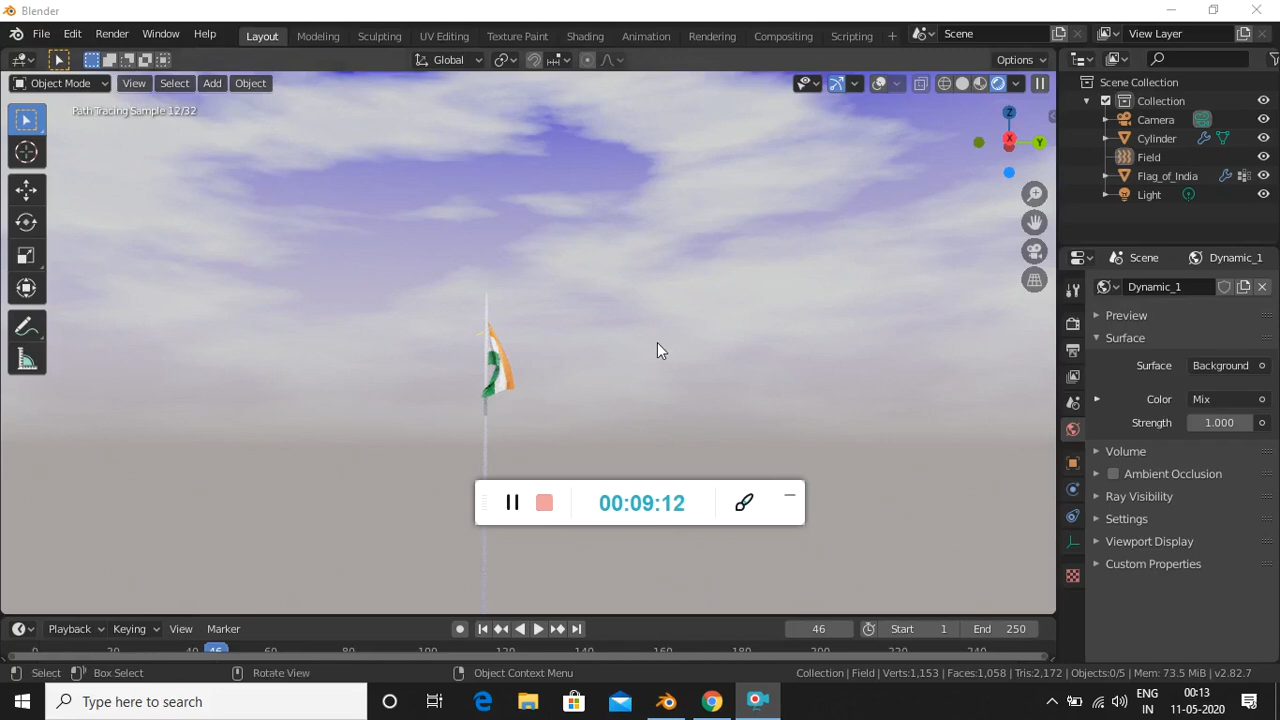 Blender
File Edit Render Window Help Layout Modeling Sculpting UV Editing Texture Paint Shading Animation Rendering Compositing Scripting + Scene View Layer
Global Options
Object Mode View Select Add Object
Path Tracing Sample 12/32
Z
X
Y
Scene Collection
Collection
Camera
Cylinder
Field
Flag_of_India
Light
Scene Dynamic_1
Dynamic_1
Preview
Surface
Surface Background
Color Mix
Strength 1.000
Volume
Ambient Occlusion
Ray Visibility
Settings
Viewport Display
Custom Properties
00:09:12
Playback Keying View Marker 46 Start 1 End 250
0 46 60 80 100 120 140 160 180 200 220 240
Select Box Select Rotate View Object Context Menu Collection | Field | Verts:1,153 | Faces:1,058 | Tris:2,172 | Objects:0/5 | Mem: 73.5 MiB | v2.82.7
Type here to search
ENG
IN
00:13
11-05-2020